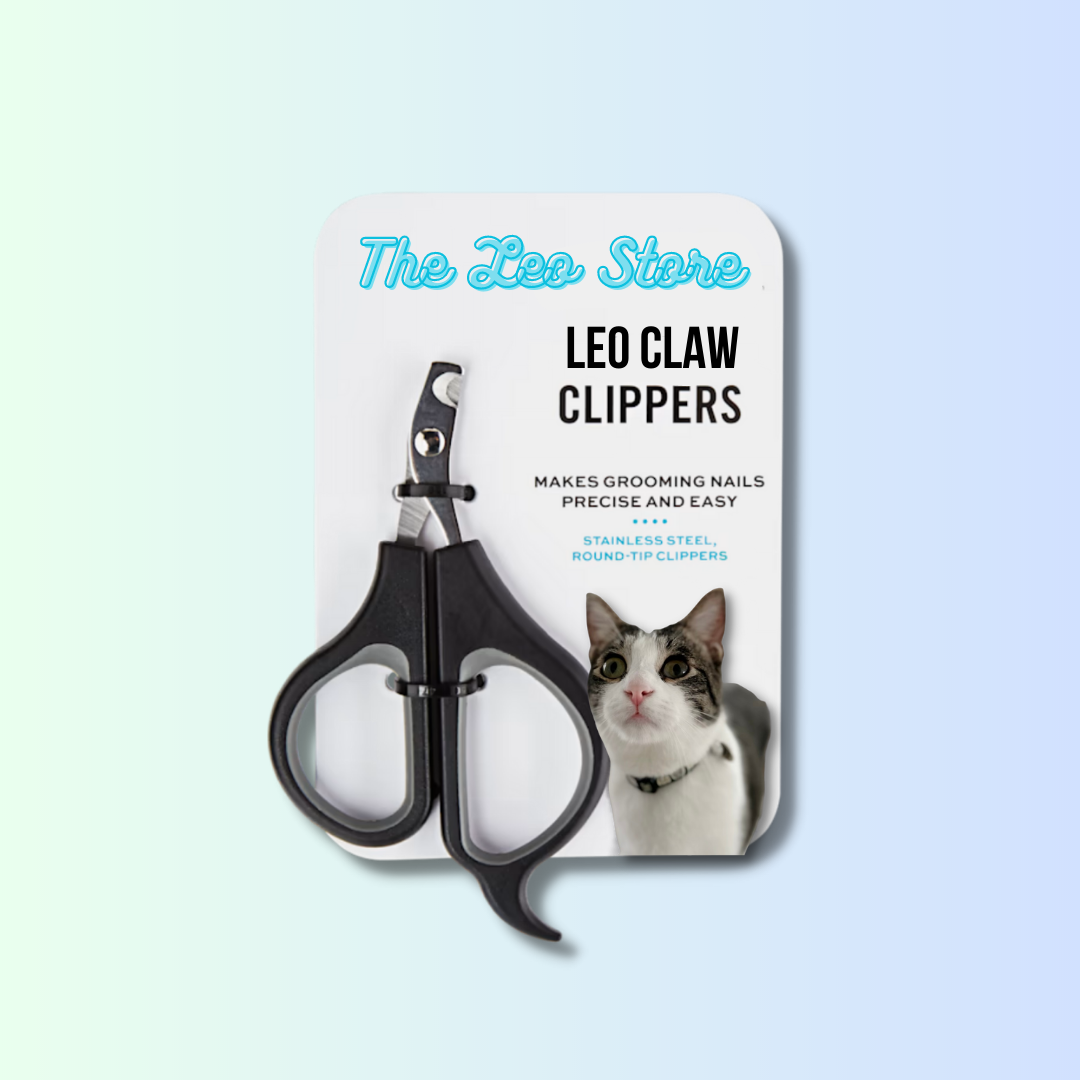 The Leo Store
LEO CLAW
CLIPPERS
MAKES GROOMING NAILS
PRECISE AND EASY
STAINLESS STEEL,
ROUND-TIP CLIPPERS